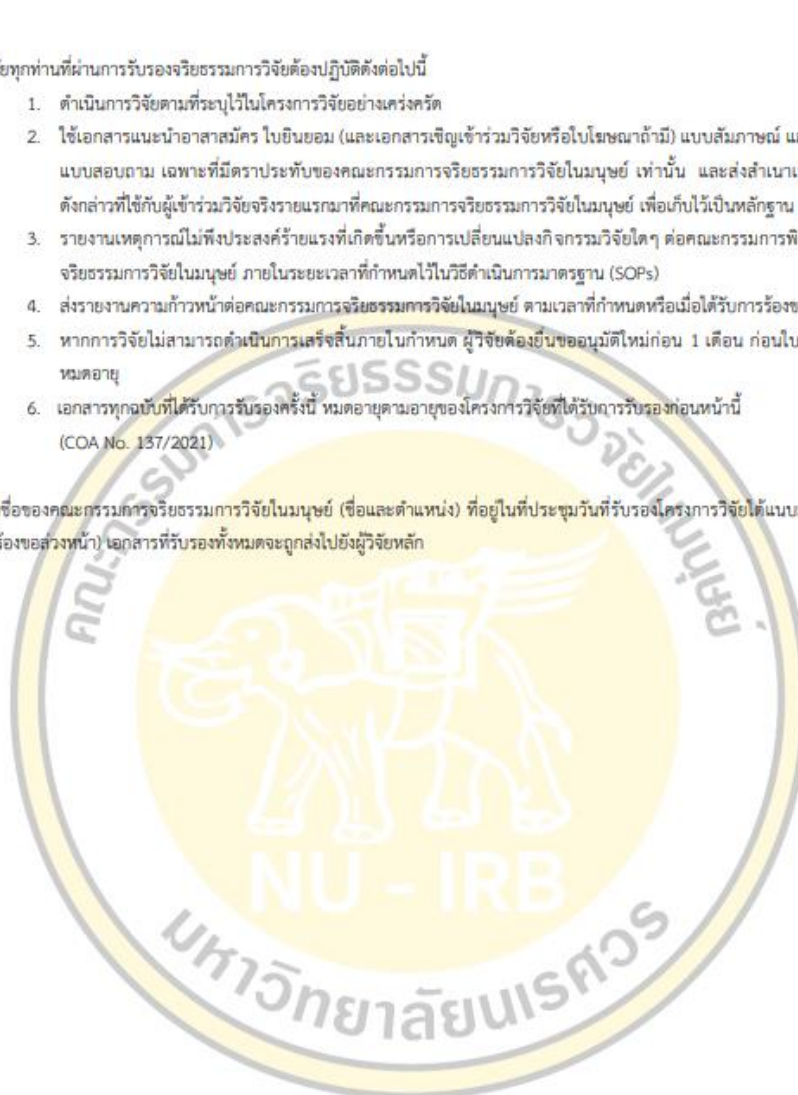 ยทุกท่านที่ผ่านการรับรองจริยธรรมการวิจัยต้องปฏิบัติดังต่อไปนี้
1. ดำเนินการวิจัยตามที่ระบุไว้ในโครงการวิจัยอย่างเคร่งครัด
2. ใช้เอกสารแนะนำอาสาสมัคร ใบยินยอม (และเอกสารเชิญเข้าร่วมวิจัยหรือใบโฆษณาถ้ามี) แบบสัมภาษณ์ แล
แบบสอบถาม เฉพาะที่มีตราประทับของคณะกรรมการจริยธรรมการวิจัยในมนุษย์ เท่านั้น และส่งสำเนาเ
ดังกล่าวที่ใช้กับผู้เข้าร่วมวิจัยจริงรายแรกมาที่คณะกรรมการจริยธรรมการวิจัยในมนุษย์ เพื่อเก็บไว้เป็นหลักฐาน
3. รายงานเหตุการณ์ไม่พึงประสงค์ร้ายแรงที่เกิดขึ้นหรือการเปลี่ยนแปลงกิจกรรมวิจัยใดๆ ต่อคณะกรรมการพิ
จริยธรรมการวิจัยในมนุษย์ ภายในระยะเวลาที่กำหนดไว้ในวิธีดำเนินการมาตรฐาน (SOPs)
4. ส่งรายงานความก้าวหน้าต่อคณะกรรมการจริยธรรมการวิจัยในมนุษย์ ตามเวลาที่กำหนดหรือเมื่อได้รับการร้องข
5. หากการวิจัยไม่สามารถดำเนินการเสร็จสิ้นภายในกำหนด ผู้วิจัยต้องยื่นขออนุมัติใหม่ก่อน 1 เดือน ก่อนใบ
หมดอายุ
6. เอกสารทุกฉบับที่ได้รับการรับรองครั้งนี้ หมดอายุตามอายุของโครงการวิจัยที่ได้รับการรับรองก่อนหน้านี้
(COA No. 137/2021)
ชื่อของคณะกรรมการจริยธรรมการวิจัยในมนุษย์ (ชื่อและตำแหน่ง) ที่อยู่ในที่ประชุมวันที่รับรองโครงการวิจัยได้แนบม
ร้องขอล่วงหน้า) เอกสารที่รับรองทั้งหมดจะถูกส่งไปยังผู้วิจัยหลัก
คณะกรรมการจริยธรรมการวิจัยในมนุษย์
NU - IRB
มหาวิทยาลัยนเรศวร